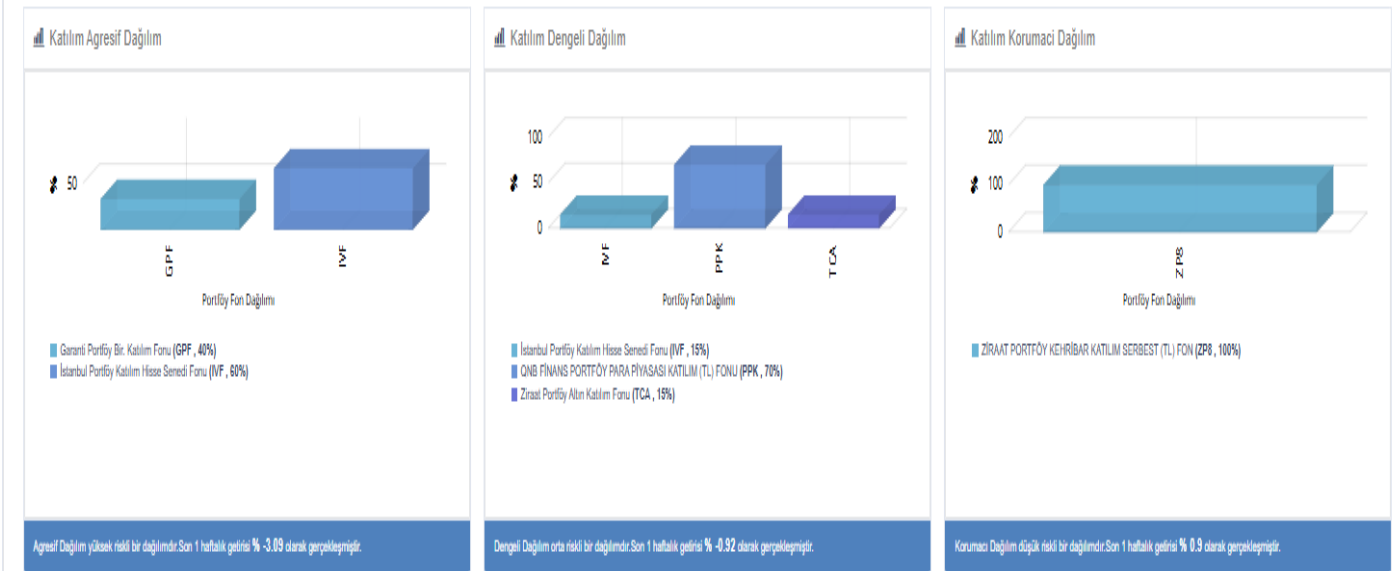 Katılım Agresif Dağılım
%
50
GPF
IVF
Portföy Fon Dağılımı
Garanti Portföy Bir. Katılım Fonu (GPF , 40%)
İstanbul Portföy Katılım Hisse Senedi Fonu (IVF , 60%)
Agresif Dağılım yüksek riskli bir dağılımdır.Son 1 haftalık getirisi % -3.09 olarak gerçekleşmiştir.
Katılım Dengeli Dağılım
%
100
50
0
IVF
PPK
TCA
Portföy Fon Dağılımı
İstanbul Portföy Katılım Hisse Senedi Fonu (IVF , 15%)
QNB FİNANS PORTFÖY PARA PİYASASI KATILIM (TL) FONU (PPK , 70%)
Ziraat Portföy Altın Katılım Fonu (TCA , 15%)
Dengeli Dağılım orta riskli bir dağılımdır.Son 1 haftalık getirisi % -0.92 olarak gerçekleşmiştir.
Katılım Korumaci Dağılım
%
200
100
0
ZP8
Portföy Fon Dağılımı
ZİRAAT PORTFÖY KEHRİBAR KATILIM SERBEST (TL) FON (ZP8 , 100%)
Korumacı Dağılım düşük riskli bir dağılımdır.Son 1 haftalık getirisi % 0.9 olarak gerçekleşmiştir.